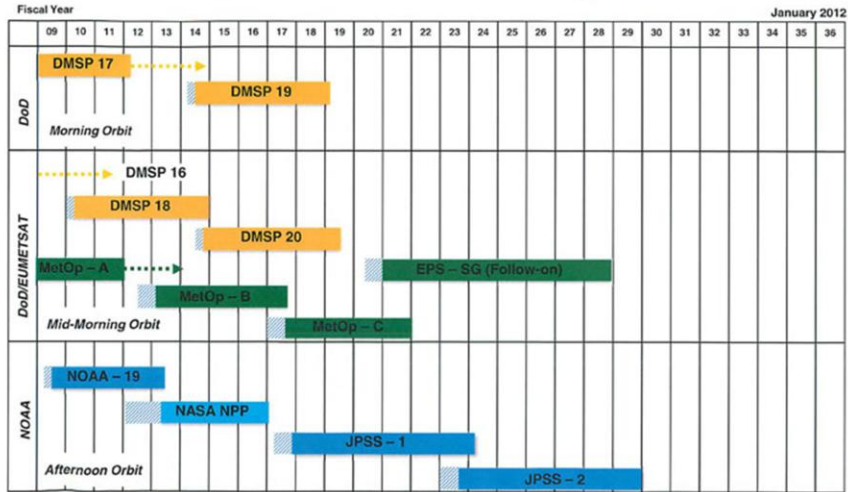 Fiscal Year
January 2012
09 10 11 12 13 14 15 16 17 18 19 20 21 22 23 24 25 26 27 28 29 30 31 32 33 34 35 36
DoD
DMSP 17
DMSP 19
Morning Orbit
DoD/EUMETSAT
DMSP 16
DMSP 18
DMSP 20
MetOp – A
EPS – SG (Follow-on)
MetOp – B
Mid-Morning Orbit
MetOp – C
NOAA
NOAA – 19
NASA NPP
JPSS – 1
Afternoon Orbit
JPSS – 2